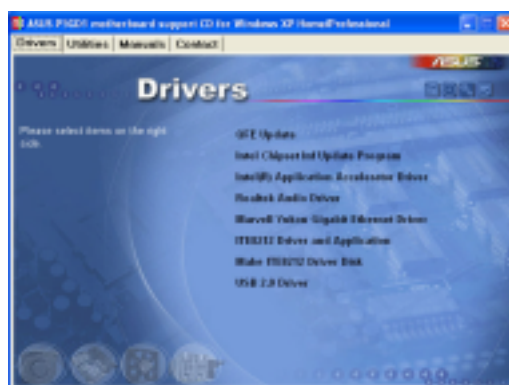 ASUS P5GD1 motherboard support CD for Windows XP Home/Professional
Drivers Utilities Manuals Contact
ASUS
Drivers
Please select items on the right
side.
QFE Update
Intel Chipset Inf Update Program
Intel(R) Application Accelerator Driver
Realtek Audio Driver
Marvell Yukon Gigabit Ethernet Driver
ITE8212 Driver and Application
Make ITE8212 Driver Disk
USB 2.0 Driver